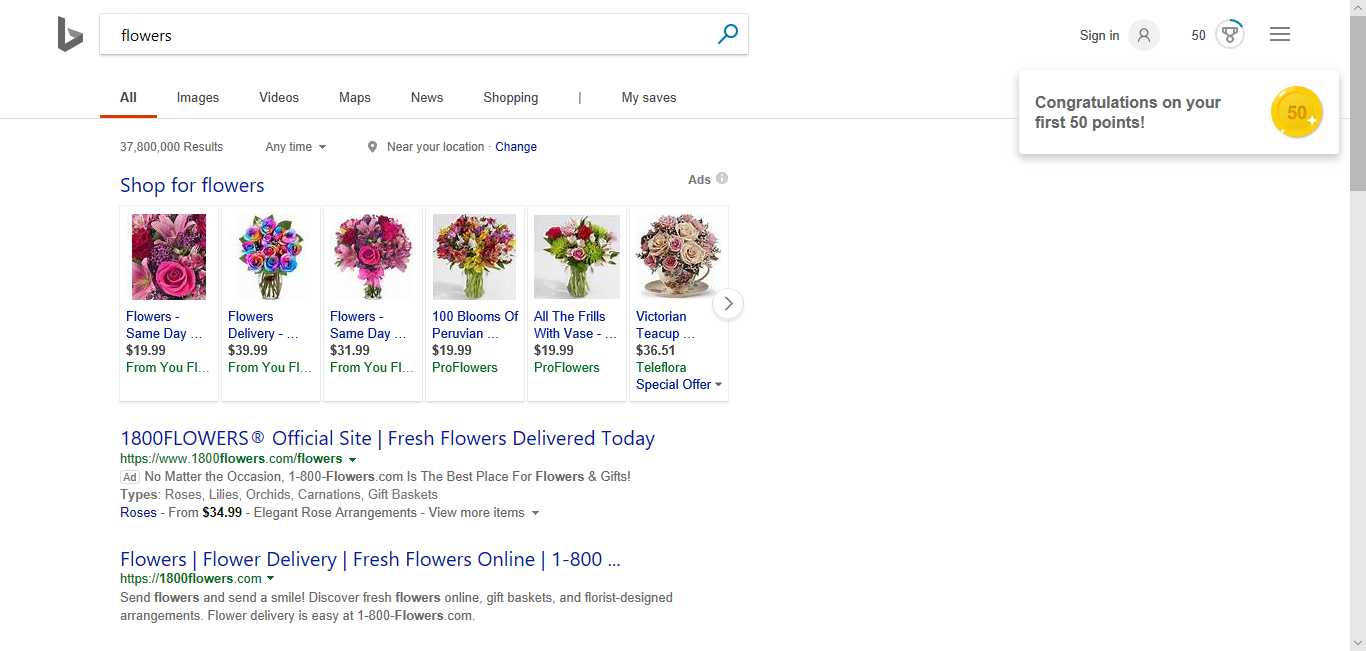 flowers
Sign in
50
All Images Videos Maps News Shopping | My saves
Congratulations on your
first 50 points!
50
37,800,000 Results Any time Near your location · Change
Shop for flowers
Ads
Flowers -
Same Day ...
$19.99
From You Fl...
Flowers
Delivery - ...
$39.99
From You Fl...
Flowers -
Same Day ...
$31.99
From You Fl...
100 Blooms Of
Peruvian ...
$19.99
ProFlowers
All The Frills
With Vase - ...
$19.99
ProFlowers
Victorian
Teacup ...
$36.51
Teleflora
Special Offer
1800FLOWERS® Official Site | Fresh Flowers Delivered Today
https://www.1800flowers.com/flowers
Ad No Matter the Occasion, 1-800-Flowers.com Is The Best Place For Flowers & Gifts!
Types: Roses, Lilies, Orchids, Carnations, Gift Baskets
Roses - From $34.99 - Elegant Rose Arrangements - View more items
Flowers | Flower Delivery | Fresh Flowers Online | 1-800 ...
https://1800flowers.com
Send flowers and send a smile! Discover fresh flowers online, gift baskets, and florist-designed
arrangements. Flower delivery is easy at 1-800-Flowers.com.